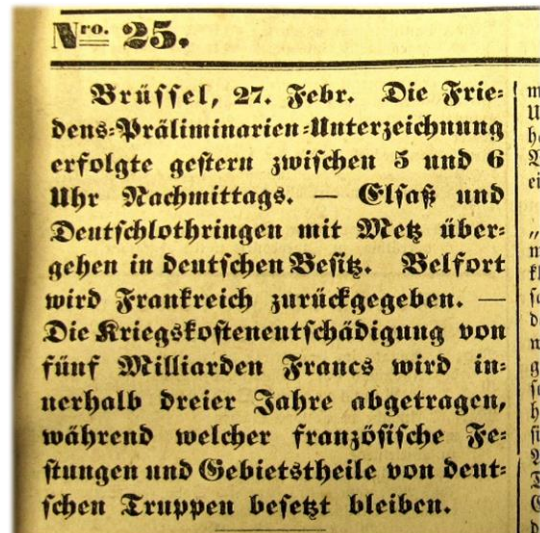 Nro. 25.
Brüssel, 27. Febr. Die Frie-
dens-Präliminarien-Unterzeichnung
erfolgte gestern zwischen 5 und 6
Uhr Nachmittags. — Elsaß und
Deutschlothringen mit Metz über-
gehen in deutschen Besitz. Belfort
wird Frankreich zurückgegeben. —
Die Kriegskostenentschädigung von
fünf Milliarden Francs wird in-
nerhalb dreier Jahre abgetragen,
während welcher französische Fe-
stungen und Gebietstheile von deut-
schen Truppen besetzt bleiben.